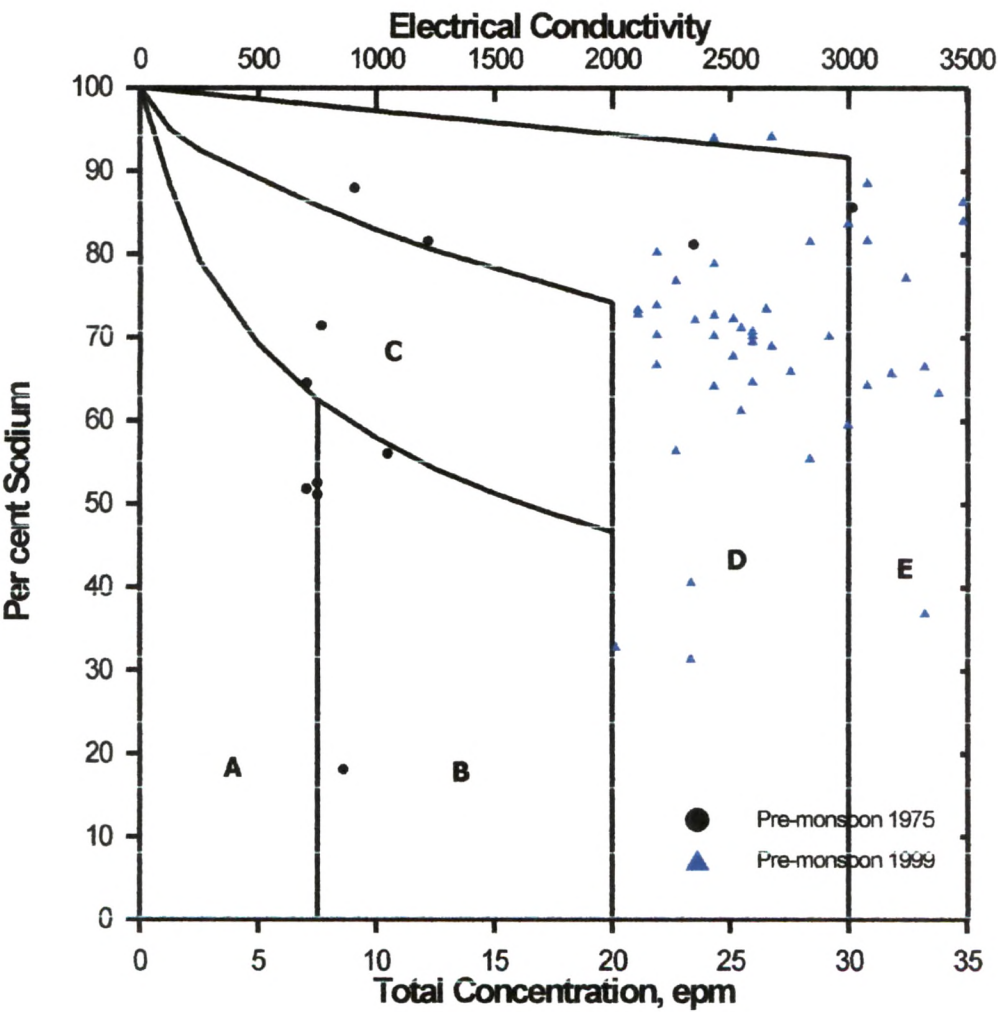 Electrical Conductivity
0 500 1000 1500 2000 2500 3000 3500
100
90
80
70
60
50
40
30
20
10
0
Per cent Sodium
C
D
E
A
B
Pre-monsoon 1975
Pre-monsoon 1999
0 5 10 15 20 25 30 35
Total Concentration, epm